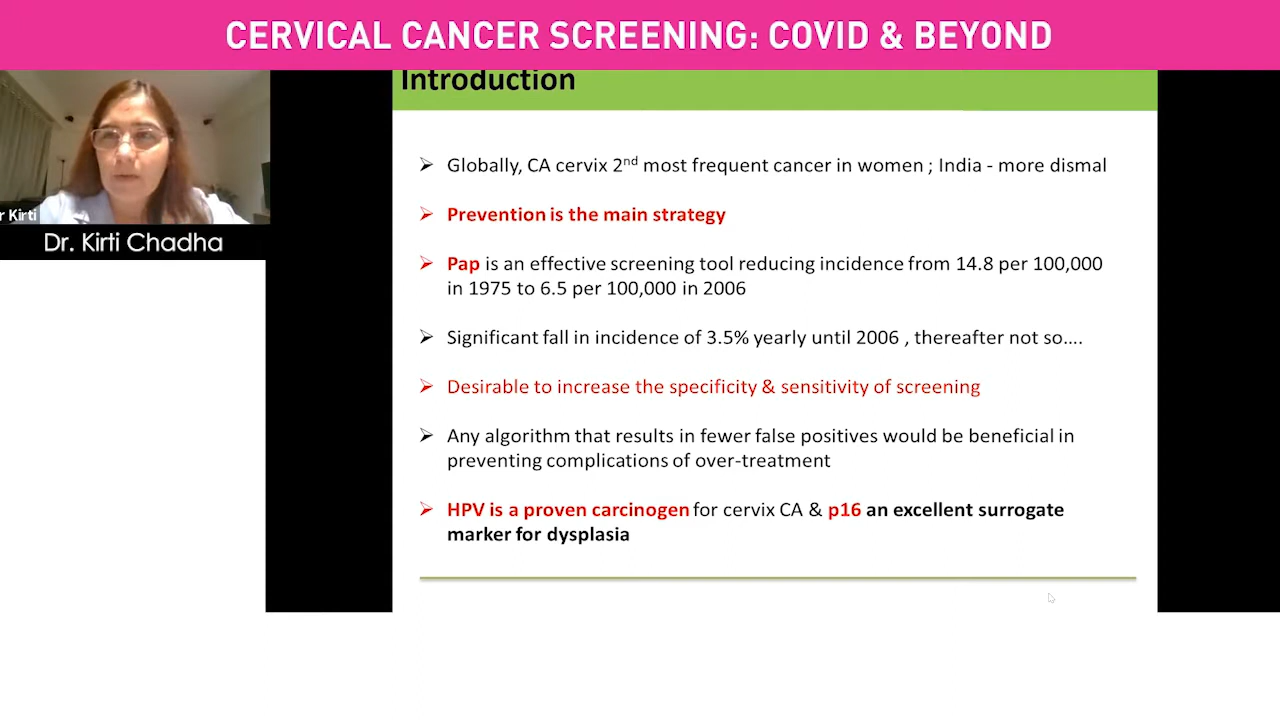 CERVICAL CANCER SCREENING: COVID & BEYOND
Introduction
r Kirti
Dr. Kirti Chadha
➢ Globally, CA cervix 2nd most frequent cancer in women ; India - more dismal
➢ Prevention is the main strategy
➢ Pap is an effective screening tool reducing incidence from 14.8 per 100,000
in 1975 to 6.5 per 100,000 in 2006
➢ Significant fall in incidence of 3.5% yearly until 2006 , thereafter not so....
➢ Desirable to increase the specificity & sensitivity of screening
➢ Any algorithm that results in fewer false positives would be beneficial in
preventing complications of over-treatment
➢ HPV is a proven carcinogen for cervix CA & p16 an excellent surrogate
marker for dysplasia